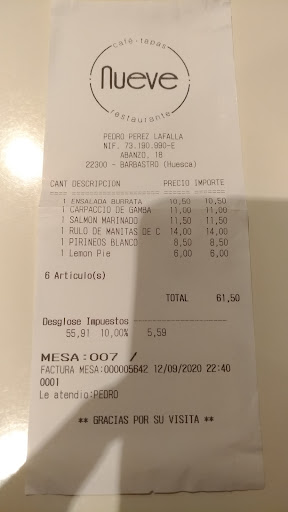 café·tapas
nueve
restaurante
PEDRO PEREZ LAFALLA
NIF. 73.190.990-E
ABANZO, 18
22300 - BARBASTRO (Huesca)
CANT DESCRIPCION PRECIO IMPORTE
1 ENSALADA BURRATA 10,50 10,50
1 CARPACCIO DE GAMBA 11,00 11,00
1 SALMON MARINADO 11,50 11,50
1 RULO DE MANITAS DE C 14,00 14,00
1 PIRINEOS BLANCO 8,50 8,50
1 Lemon Pie 6,00 6,00
6 Articulo(s)
TOTAL 61,50
Desglose Impuestos --------------------
55,91 10,00% 5,59
MESA:007 /
FACTURA MESA:000005642 12/09/2020 22:40
0001
Le atendio:PEDRO
** GRACIAS POR SU VISITA **